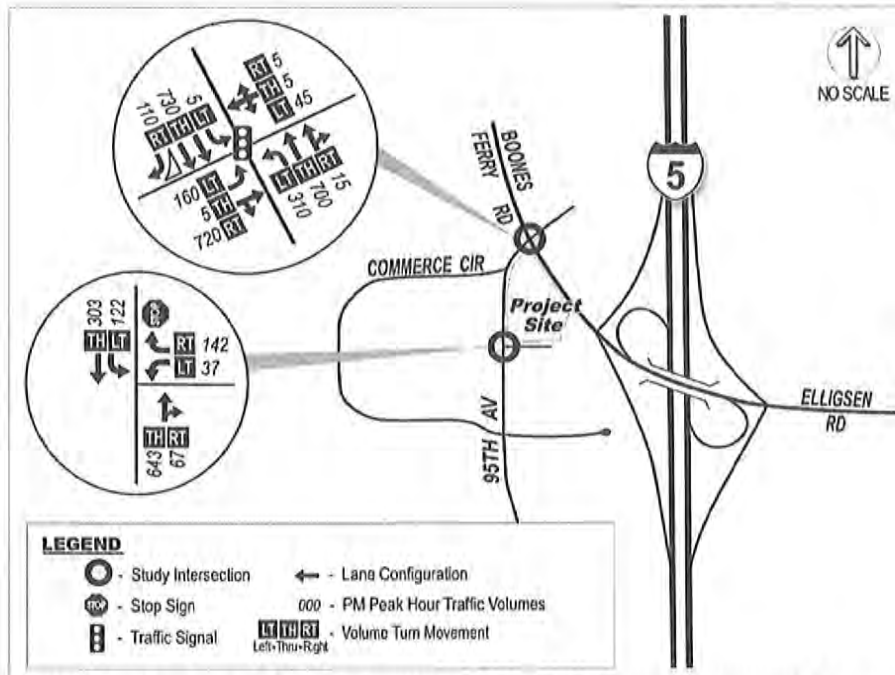 NO SCALE
5
RT 5
TH 5
LT 45
110 730 5
RT TH LT
160 LT
5 TH
720 RT
LT TH RT
310 700 15
BOONES
FERRY RD
COMMERCE CIR
Project
Site
95TH AV
ELLIGSEN
RD
303 122
TH LT
STOP
RT 142
LT 37
TH RT
643 67
LEGEND
- Study Intersection
- Lane Configuration
STOP - Stop Sign
000 - PM Peak Hour Traffic Volumes
- Traffic Signal
LT TH RT - Volume Turn Movement
Left•Thru•Right